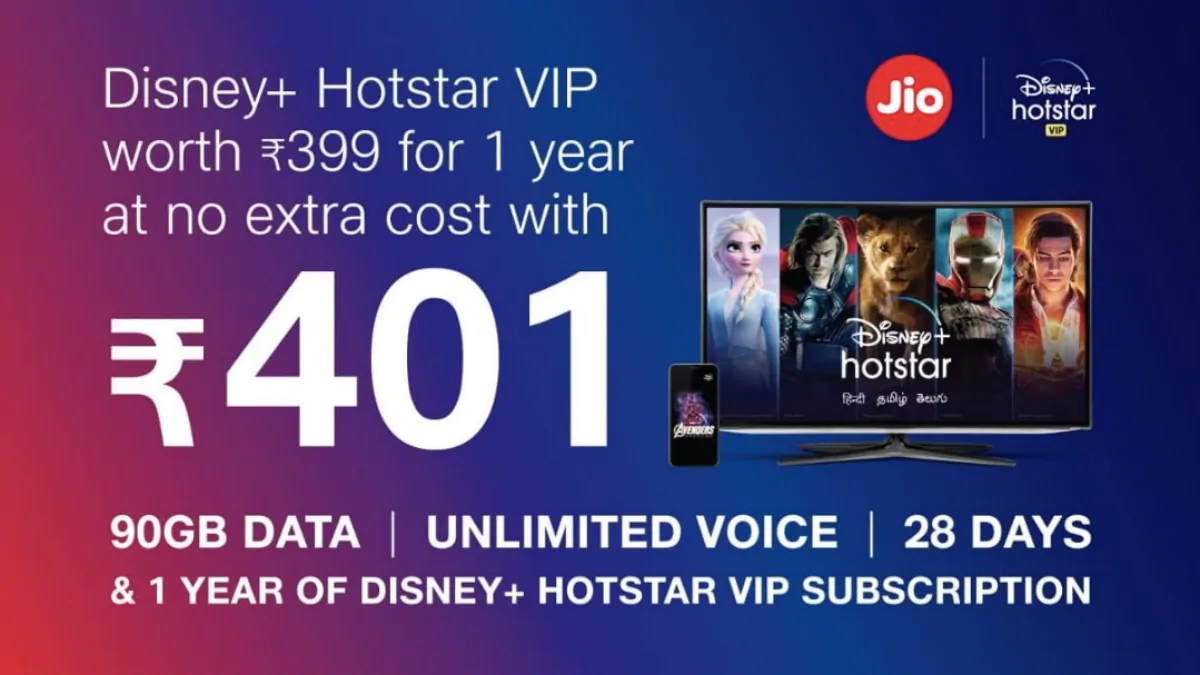 Disney+ Hotstar VIP
worth ₹399 for 1 year
at no extra cost with
₹401
Jio
Disney+
hotstar
VIP
Disney+
hotstar
हिन्दी தமிழ் తెలుగు
AVENGERS
90GB DATA | UNLIMITED VOICE | 28 DAYS
& 1 YEAR OF DISNEY+ HOTSTAR VIP SUBSCRIPTION